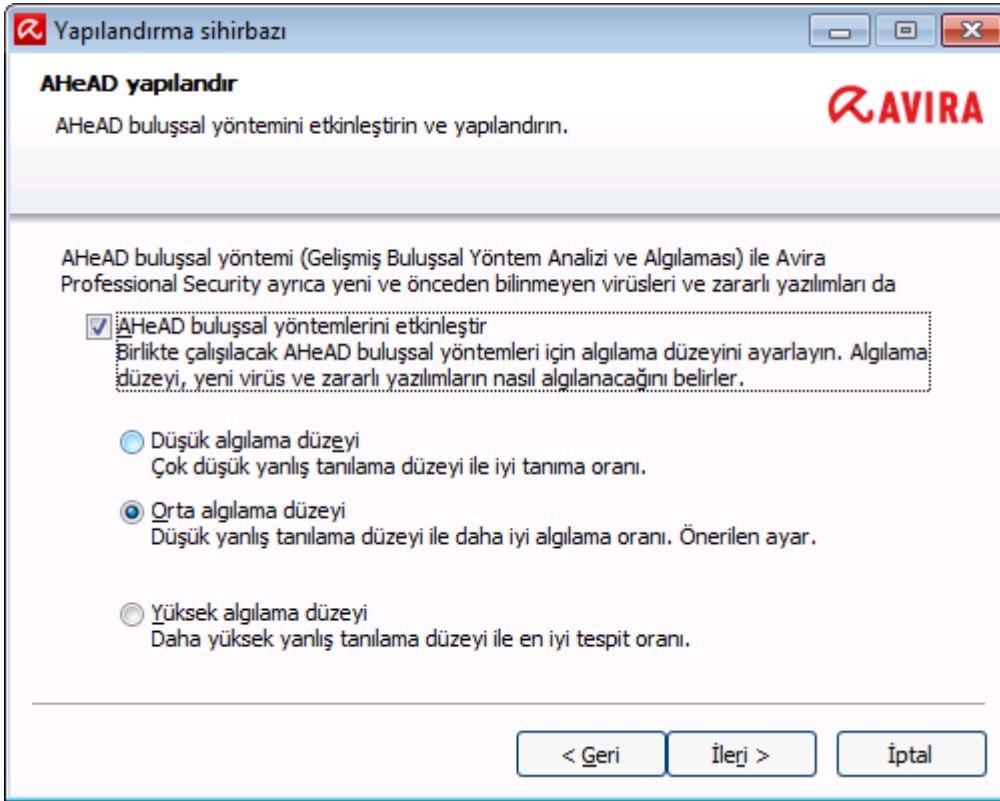 Yapılandırma sihirbazı
AHeAD yapılandır
AHeAD buluşsal yöntemini etkinleştirin ve yapılandırın.
AVIRA
AHeAD buluşsal yöntemi (Gelişmiş Buluşsal Yöntem Analizi ve Algılaması) ile Avira
Professional Security ayrıca yeni ve önceden bilinmeyen virüsleri ve zararlı yazılımları da
AHeAD buluşsal yöntemlerini etkinleştir
Birlikte çalışılacak AHeAD buluşsal yöntemleri için algılama düzeyini ayarlayın. Algılama
düzeyi, yeni virüs ve zararlı yazılımların nasıl algılanacağını belirler.
Düşük algılama düzeyi
Çok düşük yanlış tanılama düzeyi ile iyi tanıma oranı.
Orta algılama düzeyi
Düşük yanlış tanılama düzeyi ile daha iyi algılama oranı. Önerilen ayar.
Yüksek algılama düzeyi
Daha yüksek yanlış tanılama düzeyi ile en iyi tespit oranı.
< Geri
İleri >
İptal